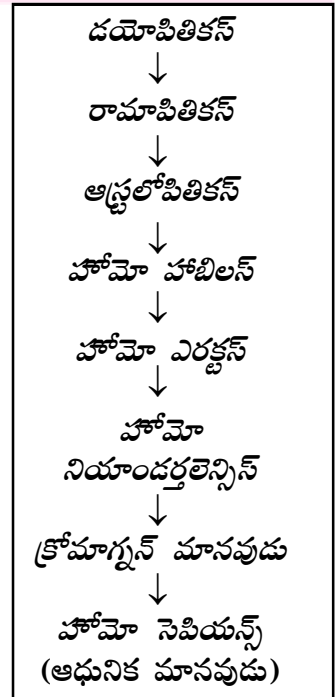 డయోపితికస్
↓
రామాపితికస్
↓
ఆస్ట్రలోపితికస్
↓
హోమో హాబిలస్
↓
హోమో ఎరక్టస్
↓
హోమో
నియాండర్తలెన్సిస్
↓
క్రోమాగ్నన్ మానవుడు
↓
హోమో సెపియన్స్
(ఆధునిక మానవుడు)